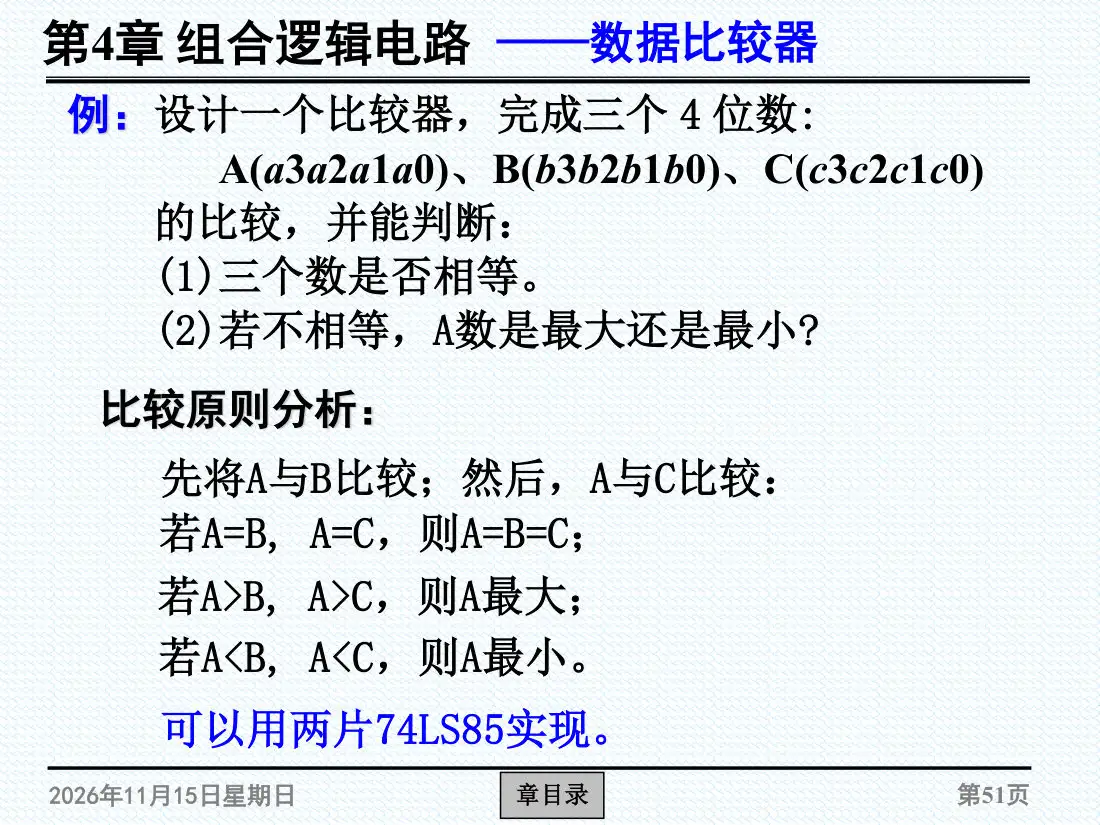 第4章 组合逻辑电路 ——数据比较器
例：设计一个比较器，完成三个 4 位数:
A(a3a2a1a0)、B(b3b2b1b0)、C(c3c2c1c0)
的比较，并能判断：
(1)三个数是否相等。
(2)若不相等，A数是最大还是最小?
比较原则分析：
先将A与B比较；然后，A与C比较：
若A=B, A=C，则A=B=C；
若A>B, A>C，则A最大；
若A<B, A<C，则A最小。
可以用两片74LS85实现。
2026年11月15日星期日 章目录 第51页